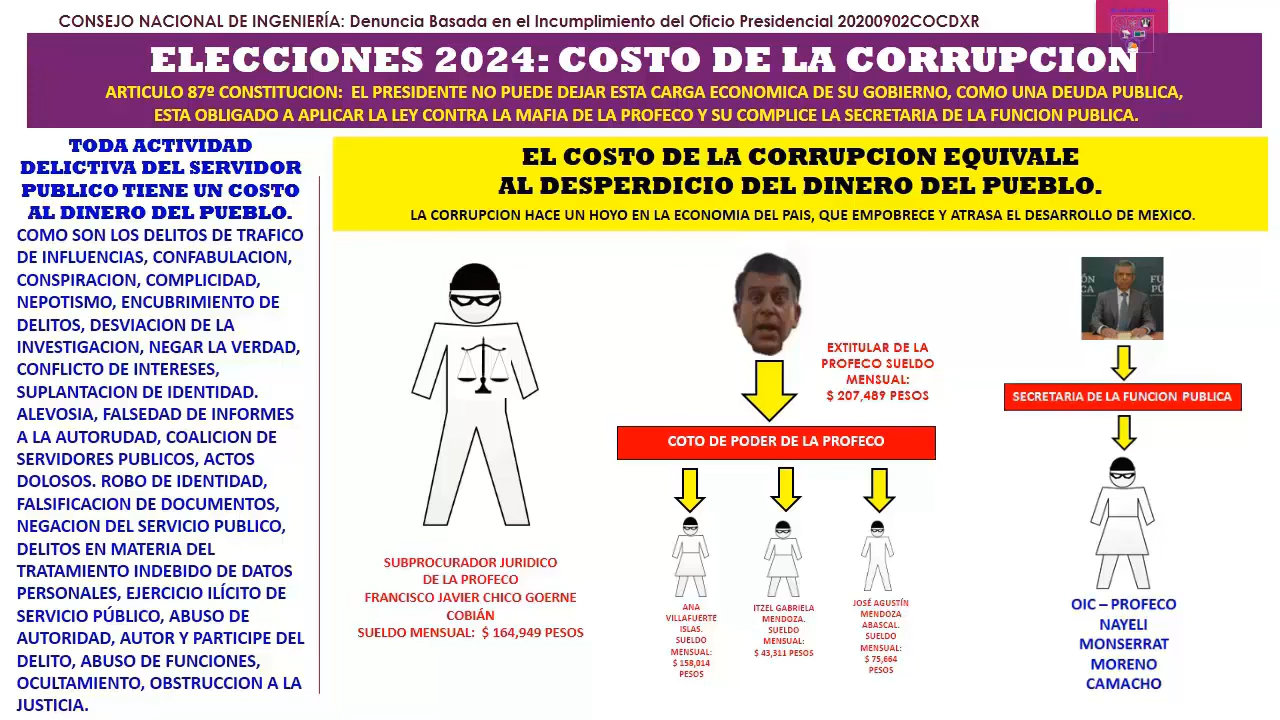 CONSEJO NACIONAL DE INGENIERÍA: Denuncia Basada en el Incumplimiento del Oficio Presidencial 20200902COCDXR
ELECCIONES 2024: COSTO DE LA CORRUPCION
ARTICULO 87º CONSTITUCION: EL PRESIDENTE NO PUEDE DEJAR ESTA CARGA ECONOMICA DE SU GOBIERNO, COMO UNA DEUDA PUBLICA,
ESTA OBLIGADO A APLICAR LA LEY CONTRA LA MAFIA DE LA PROFECO Y SU COMPLICE LA SECRETARIA DE LA FUNCION PUBLICA.
TODA ACTIVIDAD
DELICTIVA DEL SERVIDOR
PUBLICO TIENE UN COSTO
AL DINERO DEL PUEBLO.
COMO SON LOS DELITOS DE TRAFICO
DE INFLUENCIAS, CONFABULACION,
CONSPIRACION, COMPLICIDAD,
NEPOTISMO, ENCUBRIMIENTO DE
DELITOS, DESVIACION DE LA
INVESTIGACION, NEGAR LA VERDAD,
CONFLICTO DE INTERESES,
SUPLANTACION DE IDENTIDAD.
ALEVOSIA, FALSEDAD DE INFORMES
A LA AUTORUDAD, COALICION DE
SERVIDORES PUBLICOS, ACTOS
DOLOSOS. ROBO DE IDENTIDAD,
FALSIFICACION DE DOCUMENTOS,
NEGACION DEL SERVICIO PUBLICO,
DELITOS EN MATERIA DEL
TRATAMIENTO INDEBIDO DE DATOS
PERSONALES, EJERCICIO ILÍCITO DE
SERVICIO PÚBLICO, ABUSO DE
AUTORIDAD, AUTOR Y PARTICIPE DEL
DELITO, ABUSO DE FUNCIONES,
OCULTAMIENTO, OBSTRUCCION A LA
JUSTICIA.
EL COSTO DE LA CORRUPCION EQUIVALE
AL DESPERDICIO DEL DINERO DEL PUEBLO.
LA CORRUPCION HACE UN HOYO EN LA ECONOMIA DEL PAIS, QUE EMPOBRECE Y ATRASA EL DESARROLLO DE MEXICO.
SUBPROCURADOR JURIDICO
DE LA PROFECO
FRANCISCO JAVIER CHICO GOERNE
COBIÁN
SUELDO MENSUAL: $ 164,949 PESOS
EXTITULAR DE LA
PROFECO SUELDO
MENSUAL:
$ 207,489 PESOS
COTO DE PODER DE LA PROFECO
ANA
VILLAFUERTE
ISLAS.
SUELDO
MENSUAL:
$ 158,014
PESOS
ITZEL GABRIELA
MENDOZA.
SUELDO
MENSUAL:
$ 43,311 PESOS
JOSÉ AGUSTÍN
MENDOZA
ABASCAL.
SUELDO
MENSUAL:
$ 75,664
PESOS
SECRETARIA DE LA FUNCION PUBLICA
OIC – PROFECO
NAYELI
MONSERRAT
MORENO
CAMACHO